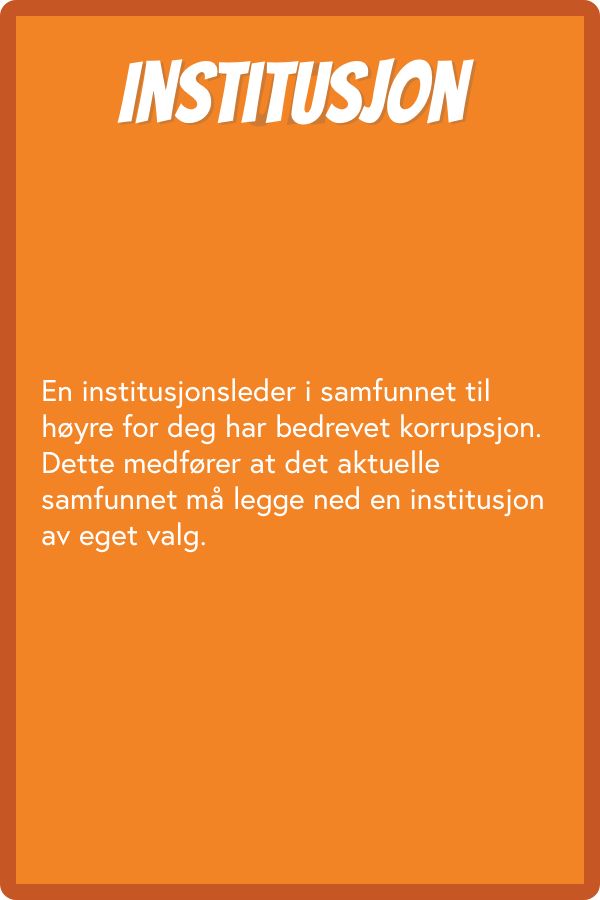 INSTITUSJON
En institusjonsleder i samfunnet til
høyre for deg har bedrevet korrupsjon.
Dette medfører at det aktuelle
samfunnet må legge ned en institusjon
av eget valg.